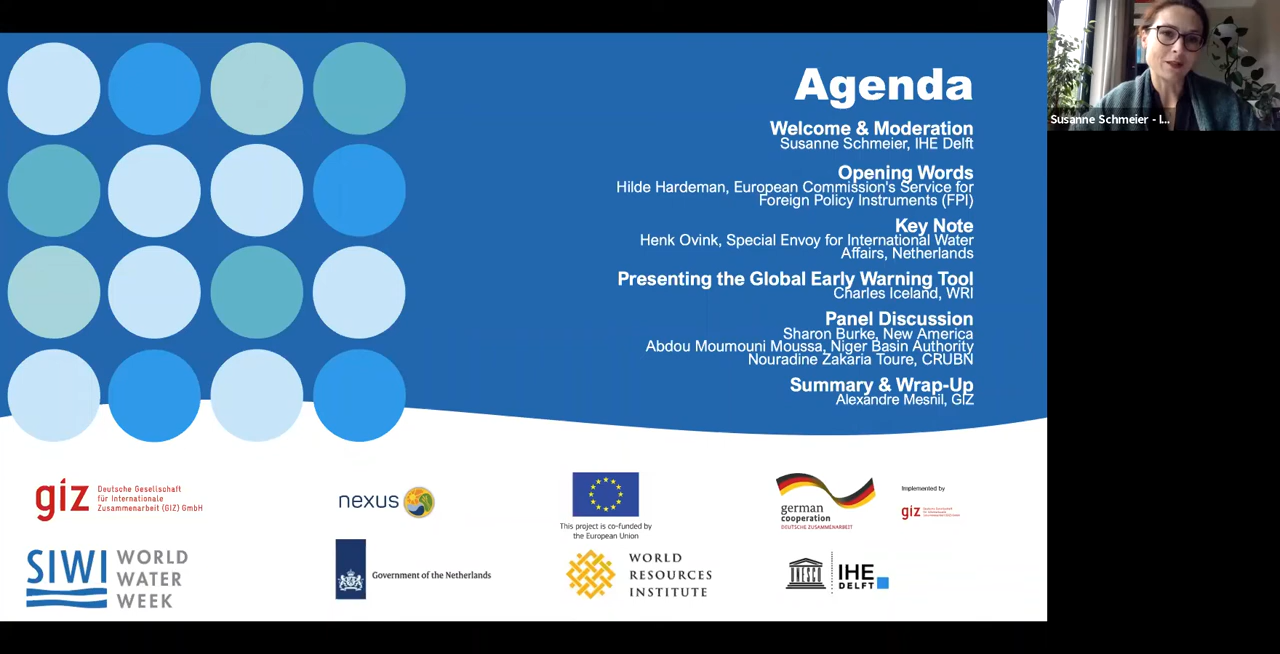 Agenda
Welcome & Moderation
Susanne Schmeier, IHE Delft
Opening Words
Hilde Hardeman, European Commission's Service for
Foreign Policy Instruments (FPI)
Key Note
Henk Ovink, Special Envoy for International Water
Affairs, Netherlands
Presenting the Global Early Warning Tool
Charles Iceland, WRI
Panel Discussion
Sharon Burke, New America
Abdou Moumouni Moussa, Niger Basin Authority
Nouradine Zakaria Toure, CRUBN
Summary & Wrap-Up
Alexandre Mesnil, GIZ
Susanne Schmeier - I...
giz
Deutsche Gesellschaft
für Internationale
Zusammenarbeit (GIZ) GmbH
nexus
This project is co-funded by
the European Union
german
cooperation
DEUTSCHE ZUSAMMENARBEIT
Implemented by
giz
SIWI
WORLD
WATER
WEEK
Government of the Netherlands
WORLD
RESOURCES
INSTITUTE
unesco
IHE
DELFT